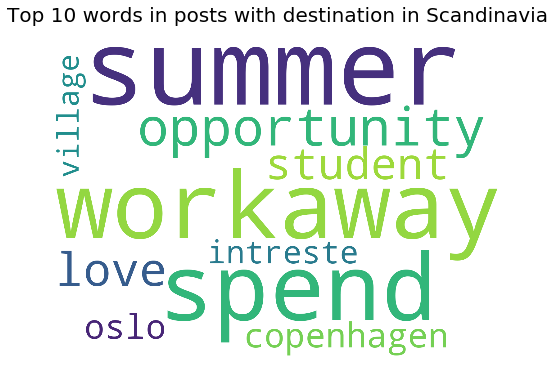 Top 10 words in posts with destination in Scandinavia
summer
village
opportunity
student
workaway
intreste
love
spend
oslo
copenhagen